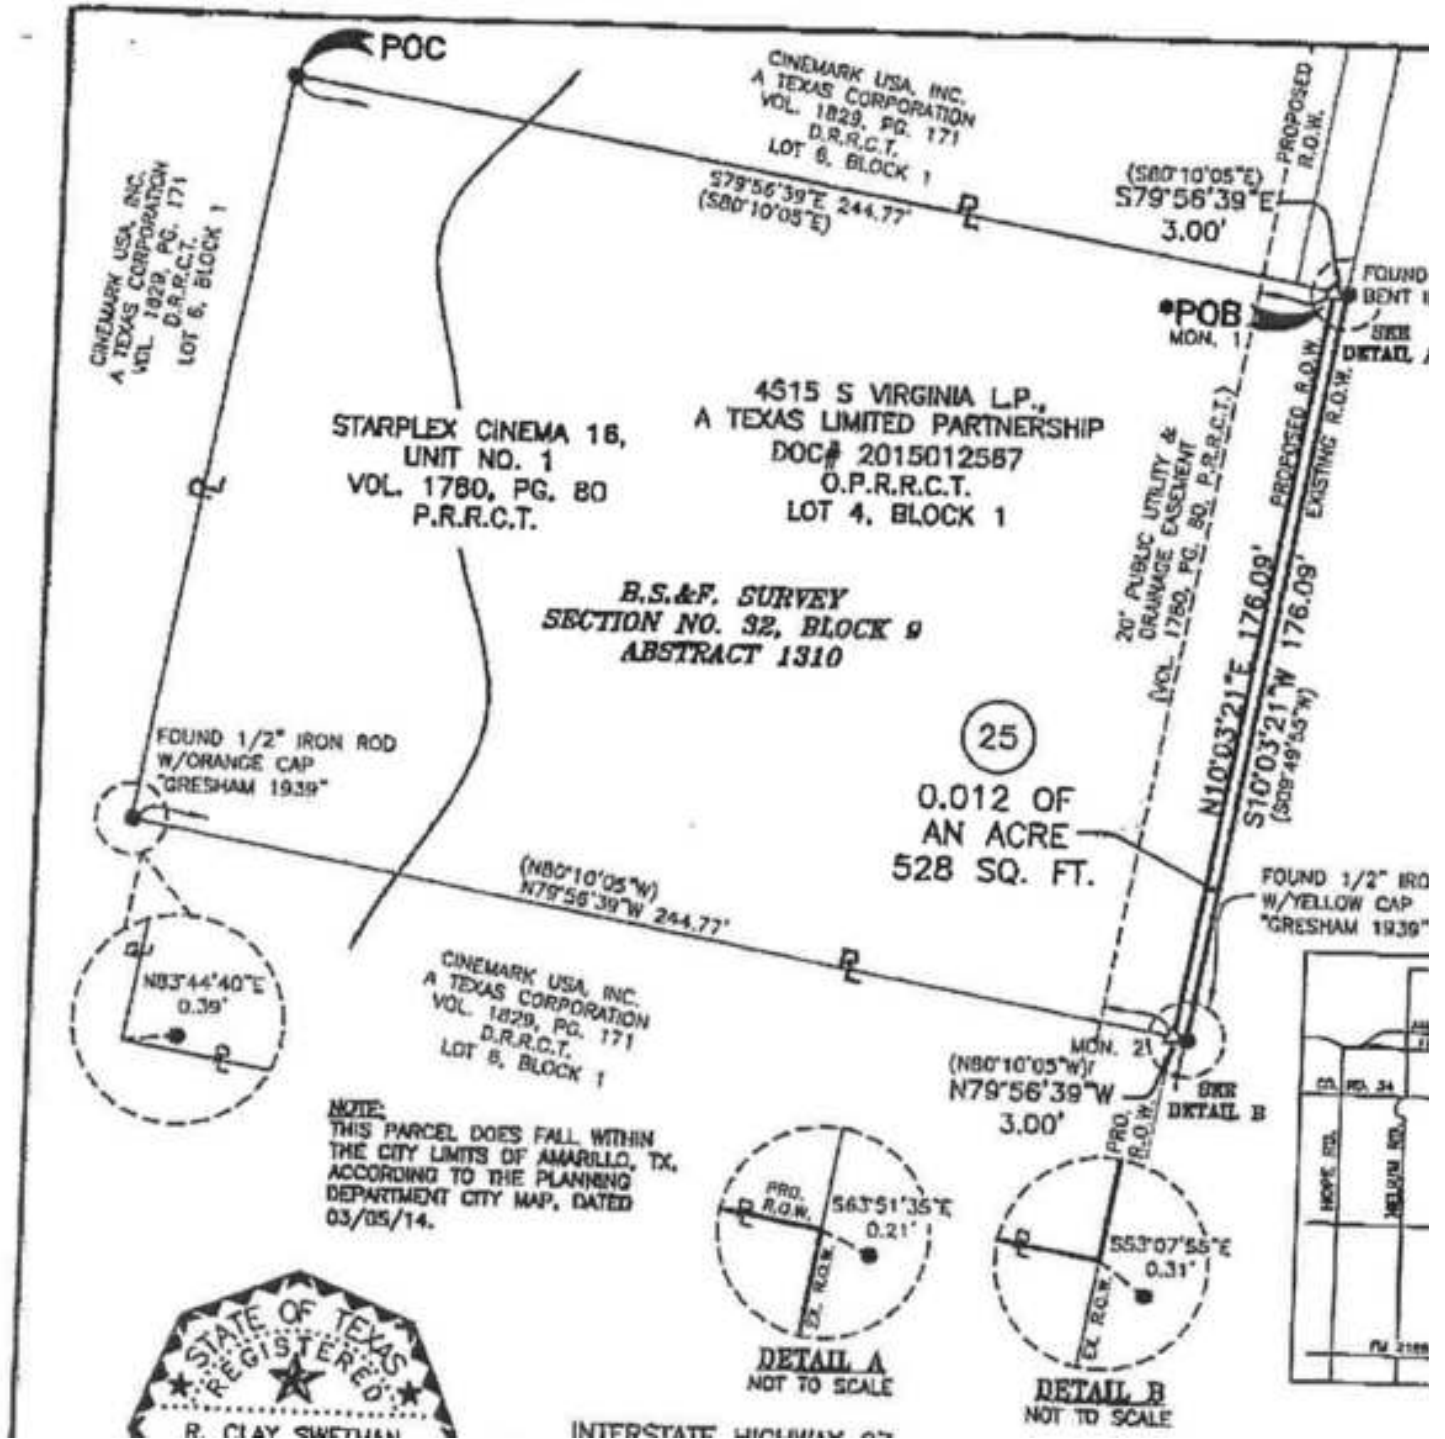 POC
CINEMARK USA, INC.
A TEXAS CORPORATION
VOL. 1829, PG. 171
D.R.R.C.T.
LOT 6, BLOCK 1
PROPOSED
R.O.W.
S79°56'39"E 244.77'
(S80°10'05"E)
(S80°10'05"E)
S79°56'39"E
3.00'
CINEMARK USA, INC.
A TEXAS CORPORATION
VOL. 1829, PG. 171
D.R.R.C.T.
LOT 6, BLOCK 1
FOUND
BENT
*POB
MON. 1
SEE
DETAIL A
STARPLEX CINEMA 16,
UNIT NO. 1
VOL. 1780, PG. 80
P.R.R.C.T.
4515 S VIRGINIA L.P.,
A TEXAS LIMITED PARTNERSHIP
DOC# 2015012567
O.P.R.R.C.T.
LOT 4, BLOCK 1
20' PUBLIC UTILITY &
DRAINAGE EASEMENT
(VOL. 1780, PG. 80, P.R.R.C.T.)
PROPOSED R.O.W.
EXISTING R.O.W.
B.S.&F. SURVEY
SECTION NO. 32, BLOCK 9
ABSTRACT 1310
N10°03'21"E 176.09'
S10°03'21"W 176.09'
(S09°49'55"W)
25
0.012 OF
AN ACRE
528 SQ. FT.
FOUND 1/2" IRON ROD
W/ORANGE CAP
"GRESHAM 1939"
FOUND 1/2" IRO
W/YELLOW CAP
"GRESHAM 1939"
(N80°10'05"W)
N79°56'39"W 244.77'
CINEMARK USA, INC.
A TEXAS CORPORATION
VOL. 1829, PG. 171
D.R.R.C.T.
LOT 6, BLOCK 1
N83°44'40"E
0.39'
MON. 2
(N80°10'05"W)
N79°56'39"W
3.00'
SEE
DETAIL B
PRO.
R.O.W.
NOTE:
THIS PARCEL DOES FALL WITHIN
THE CITY LIMITS OF AMARILLO, TX,
ACCORDING TO THE PLANNING
DEPARTMENT CITY MAP, DATED
03/05/14.
PRO.
R.O.W.
S63°51'35"E
0.21'
EX. R.O.W.
DETAIL A
NOT TO SCALE
S53°07'55"E
0.31'
EX. R.O.W.
DETAIL B
NOT TO SCALE
RD. 34
HOPE RD.
HELIUM RD.
STATE OF TEXAS
REGISTERED
R. CLAY SWETHAN
INTERSTATE HIGHWAY 27